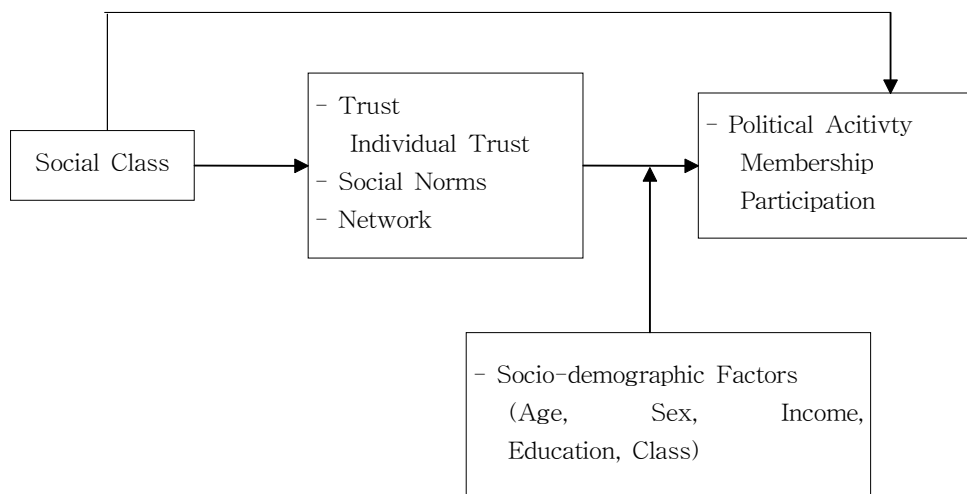 Social Class
- Trust
Individual Trust
- Social Norms
- Network
- Political Acitivty
Membership
Participation
- Socio-demographic Factors
(Age, Sex, Income,
Education, Class)